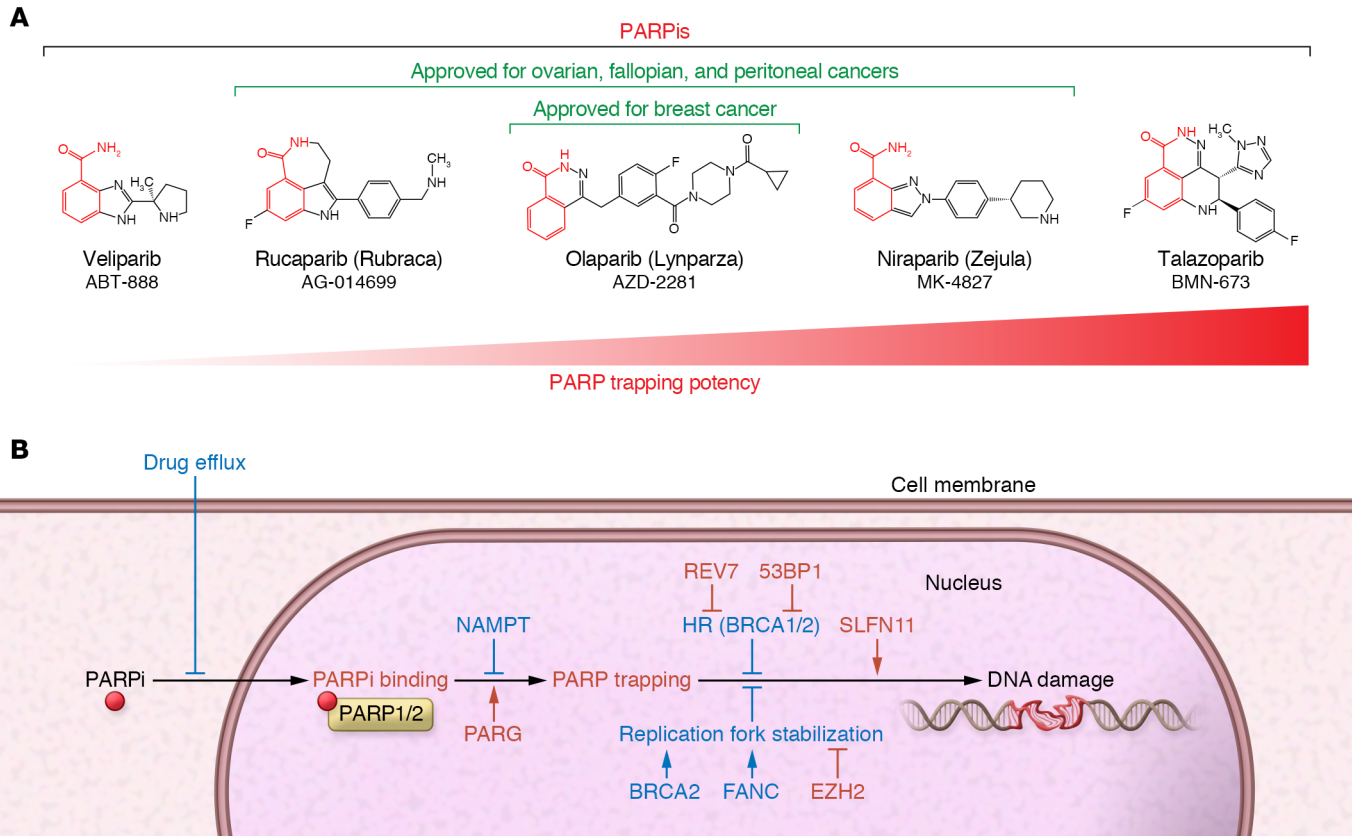 A
PARPis
Approved for ovarian, fallopian, and peritoneal cancers
Approved for breast cancer
O
NH2
N
NH
H3C
NH
NH
O
F
NH
CH3
NH
O
H
N
N
F
O
N
N
O
O
NH2
N
N
NH
O
NH
N
H3C
N
N
N
F
NH
F
Veliparib
ABT-888
Rucaparib (Rubraca)
AG-014699
Olaparib (Lynparza)
AZD-2281
Niraparib (Zejula)
MK-4827
Talazoparib
BMN-673
PARP trapping potency
B
Drug efflux
Cell membrane
Nucleus
REV7
53BP1
NAMPT
HR (BRCA1/2)
SLFN11
PARPi
PARPi binding
PARP trapping
DNA damage
PARP1/2
PARG
Replication fork stabilization
BRCA2
FANC
EZH2